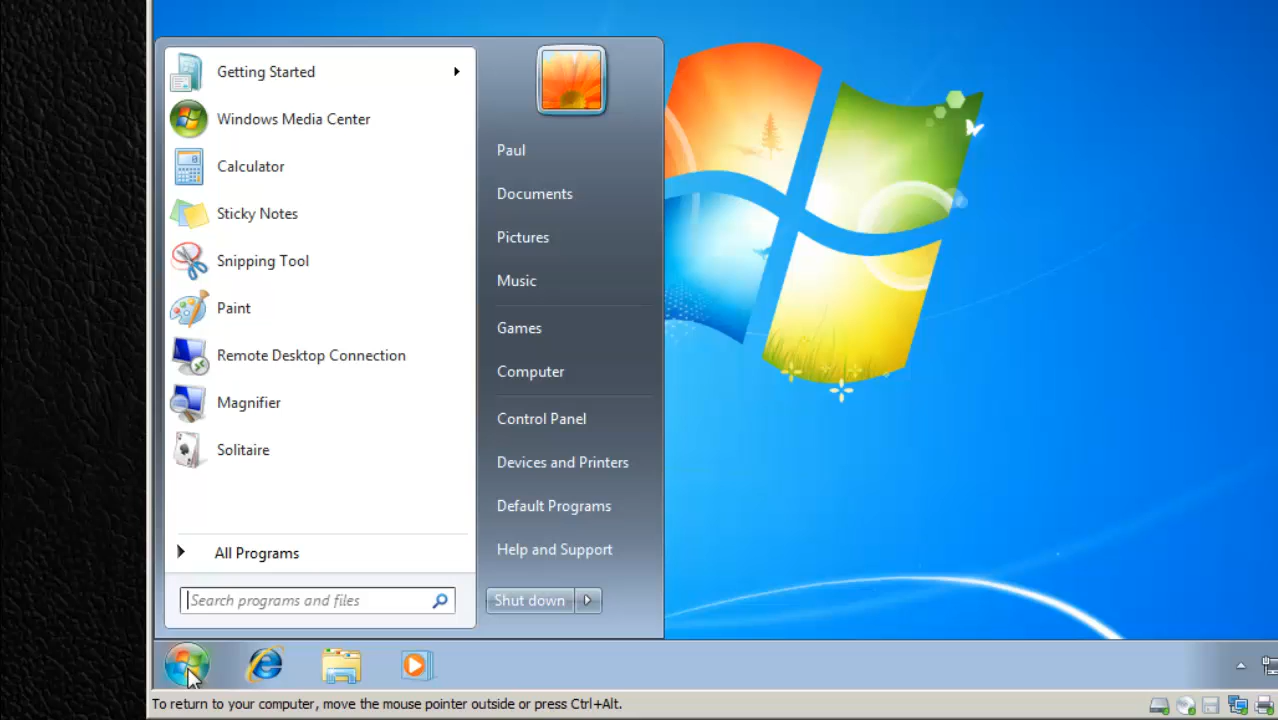 Getting Started
Windows Media Center
Calculator
Sticky Notes
Snipping Tool
Paint
Remote Desktop Connection
Magnifier
Solitaire
All Programs
Search programs and files
Paul
Documents
Pictures
Music
Games
Computer
Control Panel
Devices and Printers
Default Programs
Help and Support
Shut down
To return to your computer, move the mouse pointer outside or press Ctrl+Alt.